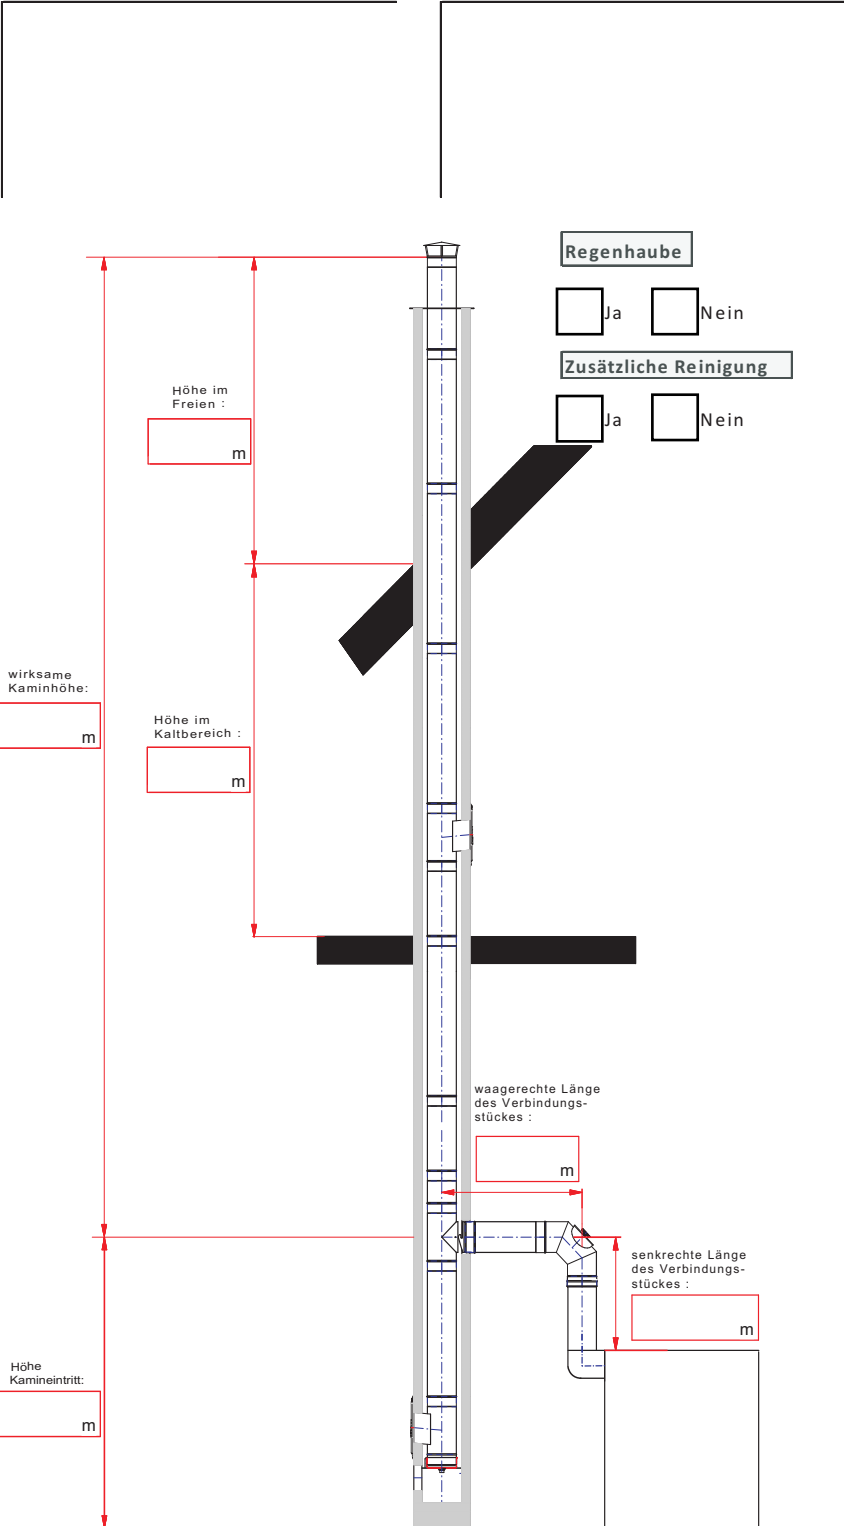 Regenhaube
Ja Nein
Zusätzliche Reinigung
Ja Nein
Höhe im
Freien :
m
wirksame
Kaminhöhe:
m
Höhe im
Kaltbereich :
m
waagerechte Länge
des Verbindungs-
stückes :
m
senkrechte Länge
des Verbindungs-
stückes :
m
Höhe
Kamineintritt:
m